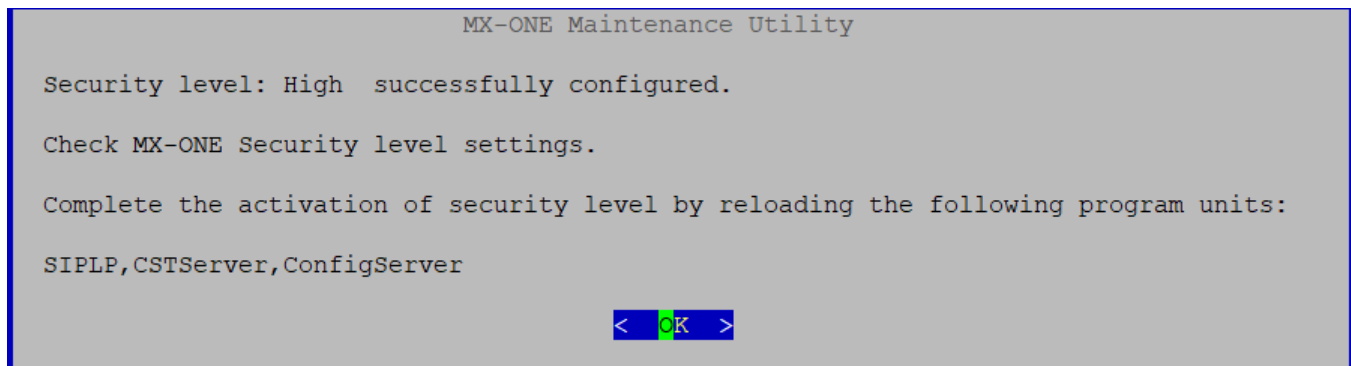 MX-ONE Maintenance Utility
Security level: High  successfully configured.
Check MX-ONE Security level settings.
Complete the activation of security level by reloading the following program units:
SIPLP,CSTServer,ConfigServer
<  OK  >